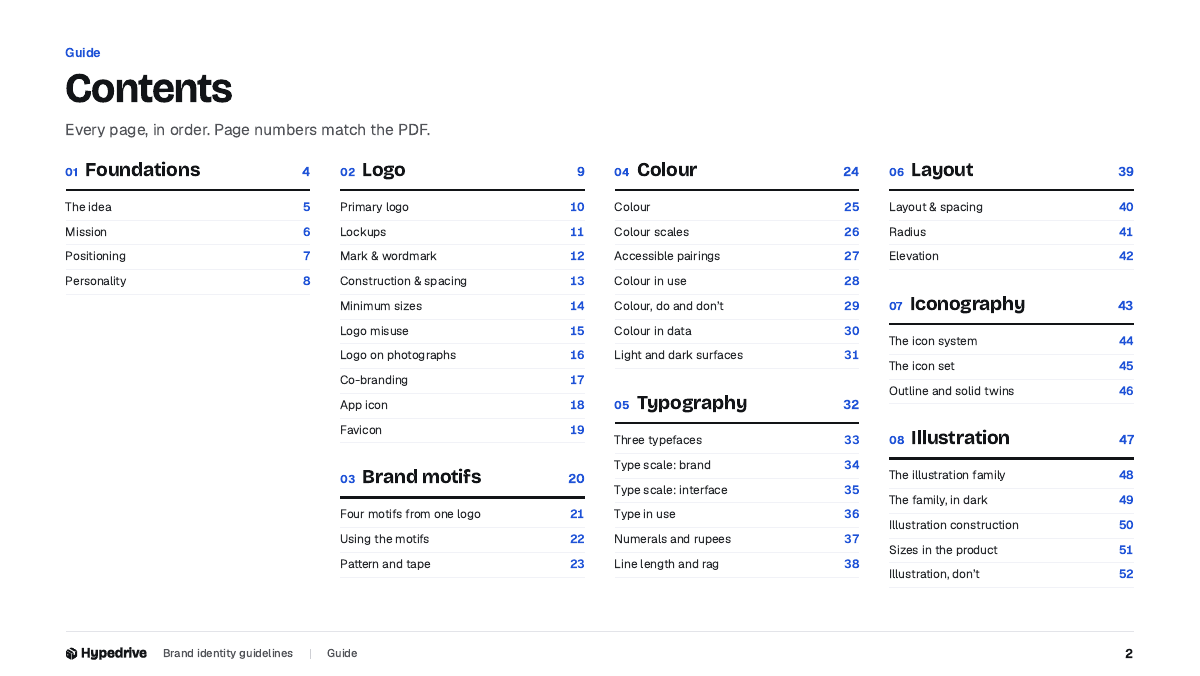 Guide
Contents
Every page, in order. Page numbers match the PDF.
01 Foundations 4
The idea 5
Mission 6
Positioning 7
Personality 8
02 Logo 9
Primary logo 10
Lockups 11
Mark & wordmark 12
Construction & spacing 13
Minimum sizes 14
Logo misuse 15
Logo on photographs 16
Co-branding 17
App icon 18
Favicon 19
03 Brand motifs 20
Four motifs from one logo 21
Using the motifs 22
Pattern and tape 23
04 Colour 24
Colour 25
Colour scales 26
Accessible pairings 27
Colour in use 28
Colour, do and don't 29
Colour in data 30
Light and dark surfaces 31
05 Typography 32
Three typefaces 33
Type scale: brand 34
Type scale: interface 35
Type in use 36
Numerals and rupees 37
Line length and rag 38
06 Layout 39
Layout & spacing 40
Radius 41
Elevation 42
07 Iconography 43
The icon system 44
The icon set 45
Outline and solid twins 46
08 Illustration 47
The illustration family 48
The family, in dark 49
Illustration construction 50
Sizes in the product 51
Illustration, don't 52
Hypedrive Brand identity guidelines | Guide 2